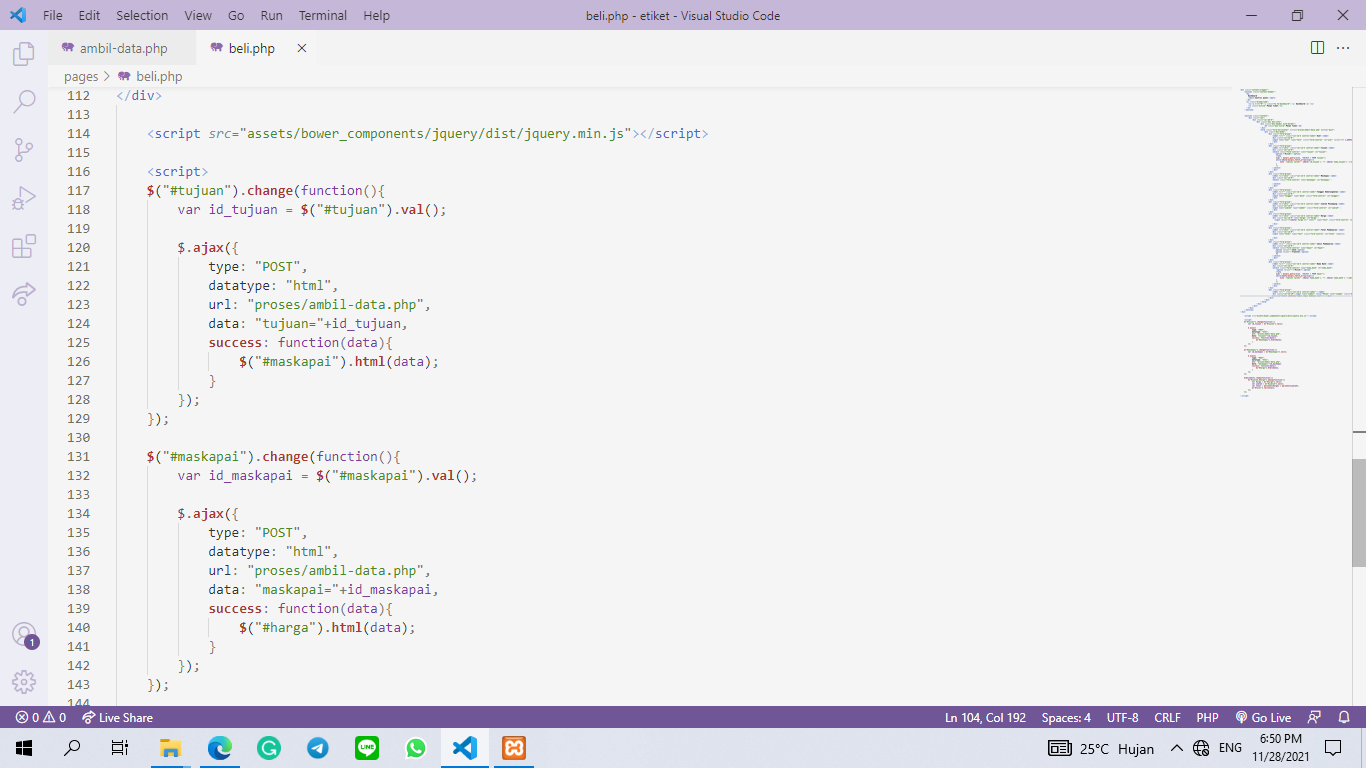 File Edit Selection View Go Run Terminal Help beli.php - etiket - Visual Studio Code
ambil-data.php beli.php
pages > beli.php
112 </div>
113
114 <script src="assets/bower_components/jquery/dist/jquery.min.js"></script>
115
116 <script>
117 $("#tujuan").change(function(){
118 var id_tujuan = $("#tujuan").val();
119
120 $.ajax({
121 type: "POST",
122 datatype: "html",
123 url: "proses/ambil-data.php",
124 data: "tujuan="+id_tujuan,
125 success: function(data){
126 $("#maskapai").html(data);
127 }
128 });
129 });
130
131 $("#maskapai").change(function(){
132 var id_maskapai = $("#maskapai").val();
133
134 $.ajax({
135 type: "POST",
136 datatype: "html",
137 url: "proses/ambil-data.php",
138 data: "maskapai="+id_maskapai,
139 success: function(data){
140 $("#harga").html(data);
141 }
142 });
143 });
144
1
0 0 Live Share Ln 104, Col 192 Spaces: 4 UTF-8 CRLF PHP Go Live
LINE 25°C Hujan ENG 6:50 PM
11/28/2021